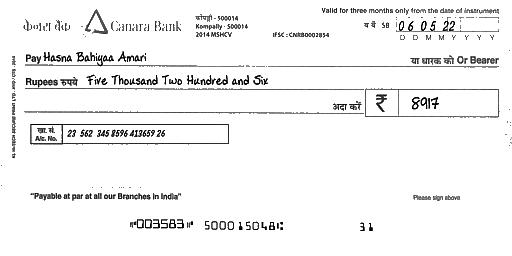 केनरा बैंक Canara Bank
कोंपल्ली - 500014
Kompally - 500014
2014 MSHCV
IFSC : CNRB0002854
Valid for three months only from the date of instrument
06 05 22
D D M M Y Y Y Y
Pay Hasna Bahiyaa Amari या धारक को Or Bearer
Rupees रुपये Five Thousand Two Hundred and Six
अदा करें ₹ 8917
खा. सं.
A/c. No. 23 562 345 8596 413659 26
"Payable at par at all our Branches in India"
Please sign above
⑈003583⑈ 500015048⑆ 31